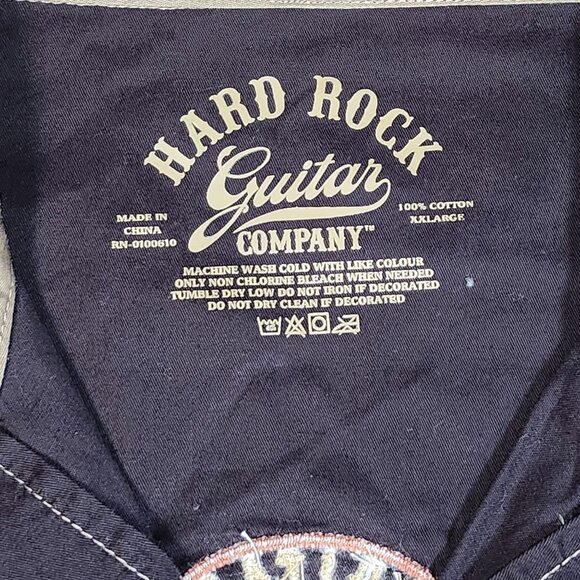 HARD ROCK
Guitar
COMPANY™
MADE IN
CHINA
RN-0100610
100% COTTON
XXLARGE
MACHINE WASH COLD WITH LIKE COLOUR
ONLY NON CHLORINE BLEACH WHEN NEEDED
TUMBLE DRY LOW DO NOT IRON IF DECORATED
DO NOT DRY CLEAN IF DECORATED